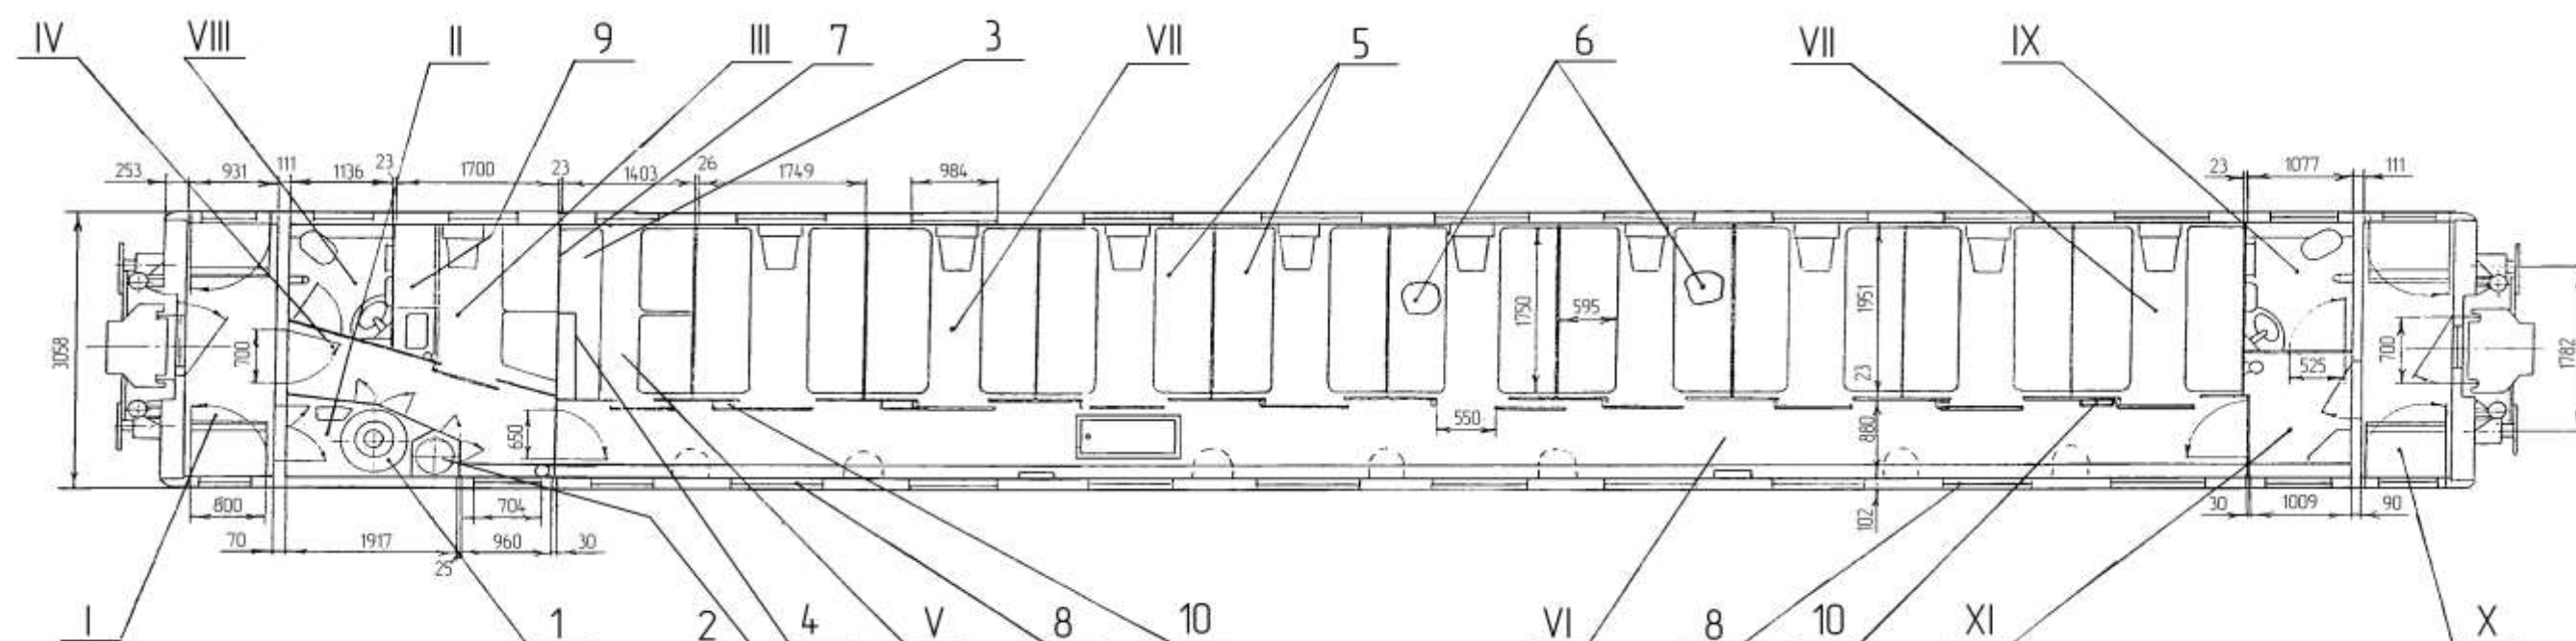 IV VIII II 9 III 7 3 VII 5 6 VII IX
253 931 111 1136 23 1700 23 1403 26 1749 984 23 1077 111
3058 700 650 1750 595 1951 23 550 880 525 700 1782
800 704 102
70 1917 25 960 30 30 1009 90
I 1 2 4 V 8 10 VI 8 10 XI X